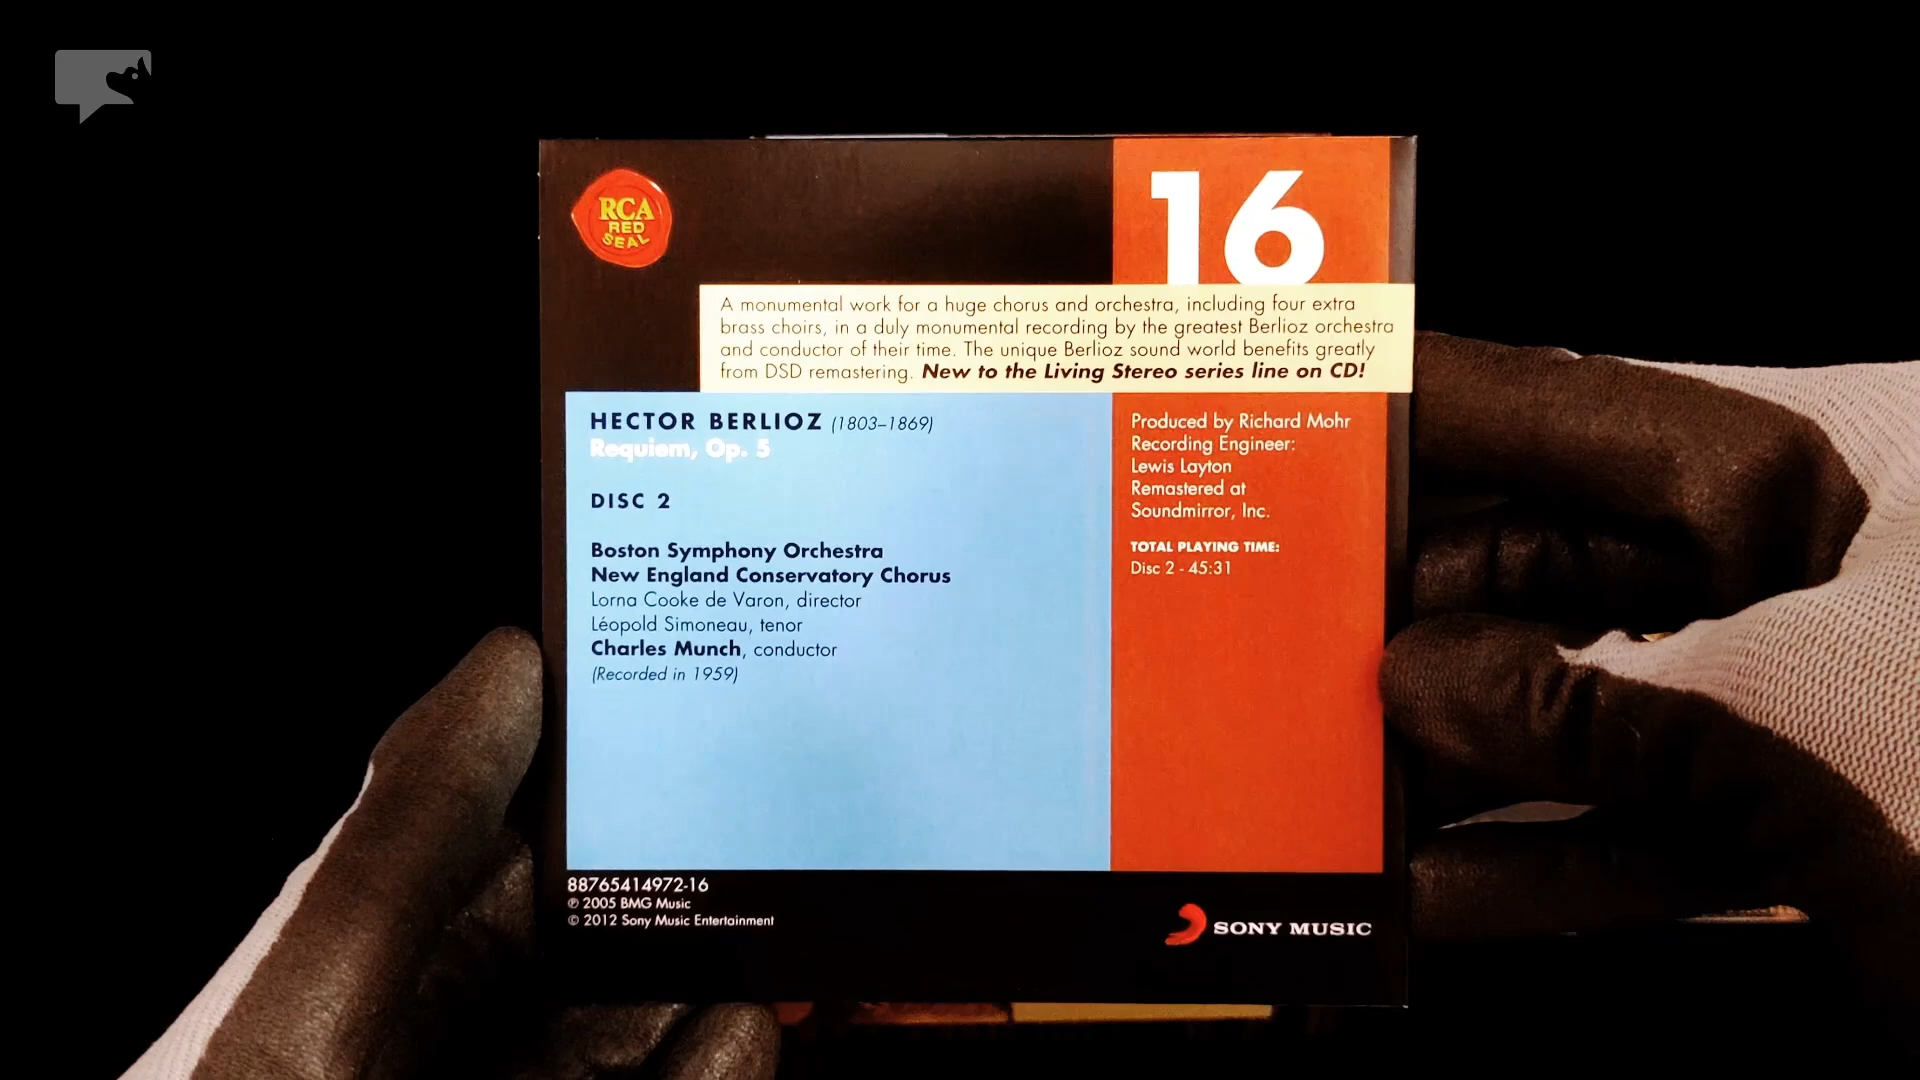 RCA
RED
SEAL
16
A monumental work for a huge chorus and orchestra, including four extra
brass choirs, in a duly monumental recording by the greatest Berlioz orchestra
and conductor of their time. The unique Berlioz sound world benefits greatly
from DSD remastering. New to the Living Stereo series line on CD!
HECTOR BERLIOZ (1803–1869)
Requiem, Op. 5
DISC 2
Boston Symphony Orchestra
New England Conservatory Chorus
Lorna Cooke de Varon, director
Léopold Simoneau, tenor
Charles Munch, conductor
(Recorded in 1959)
Produced by Richard Mohr
Recording Engineer:
Lewis Layton
Remastered at
Soundmirror, Inc.
TOTAL PLAYING TIME:
Disc 2 - 45:31
88765414972-16
℗ 2005 BMG Music
© 2012 Sony Music Entertainment
SONY MUSIC